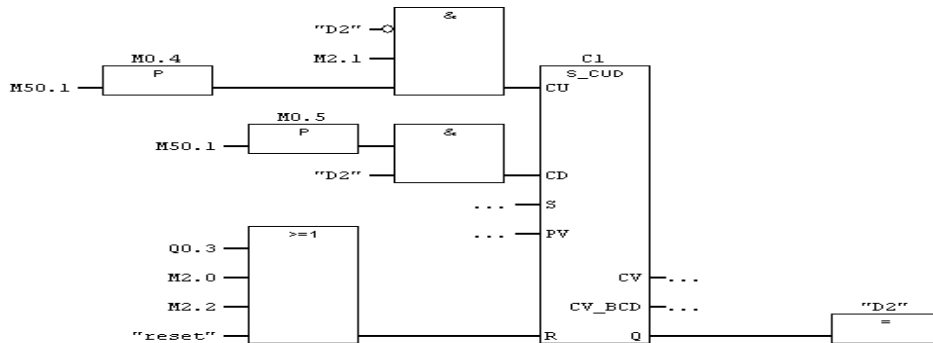 &
"D2"
M0.4
M2.1
C1
P
S_CUD
M50.1
CU
M0.5
P
&
M50.1
"D2"
CD
... S
... PV
>=1
Q0.3
M2.0
CV ...
M2.2
CV_BCD ...
"D2"
=
"reset"
R
Q